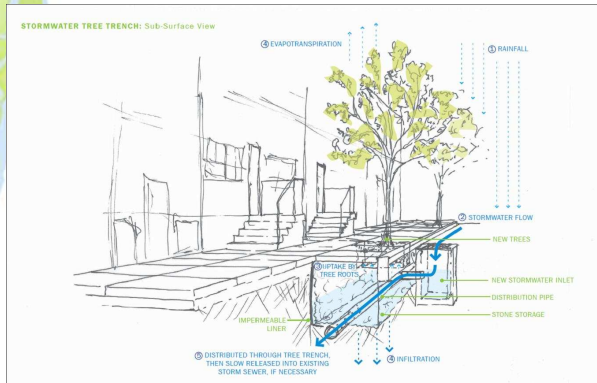 STORMWATER TREE TRENCH: Sub-Surface View
④ EVAPOTRANSPIRATION
① RAINFALL
② STORMWATER FLOW
NEW TREES
③ UPTAKE BY
TREE ROOTS
NEW STORMWATER INLET
DISTRIBUTION PIPE
IMPERMEABLE
LINER
STONE STORAGE
⑤ DISTRIBUTED THROUGH TREE TRENCH,
THEN SLOW RELEASED INTO EXISTING
STORM SEWER, IF NECESSARY
④ INFILTRATION